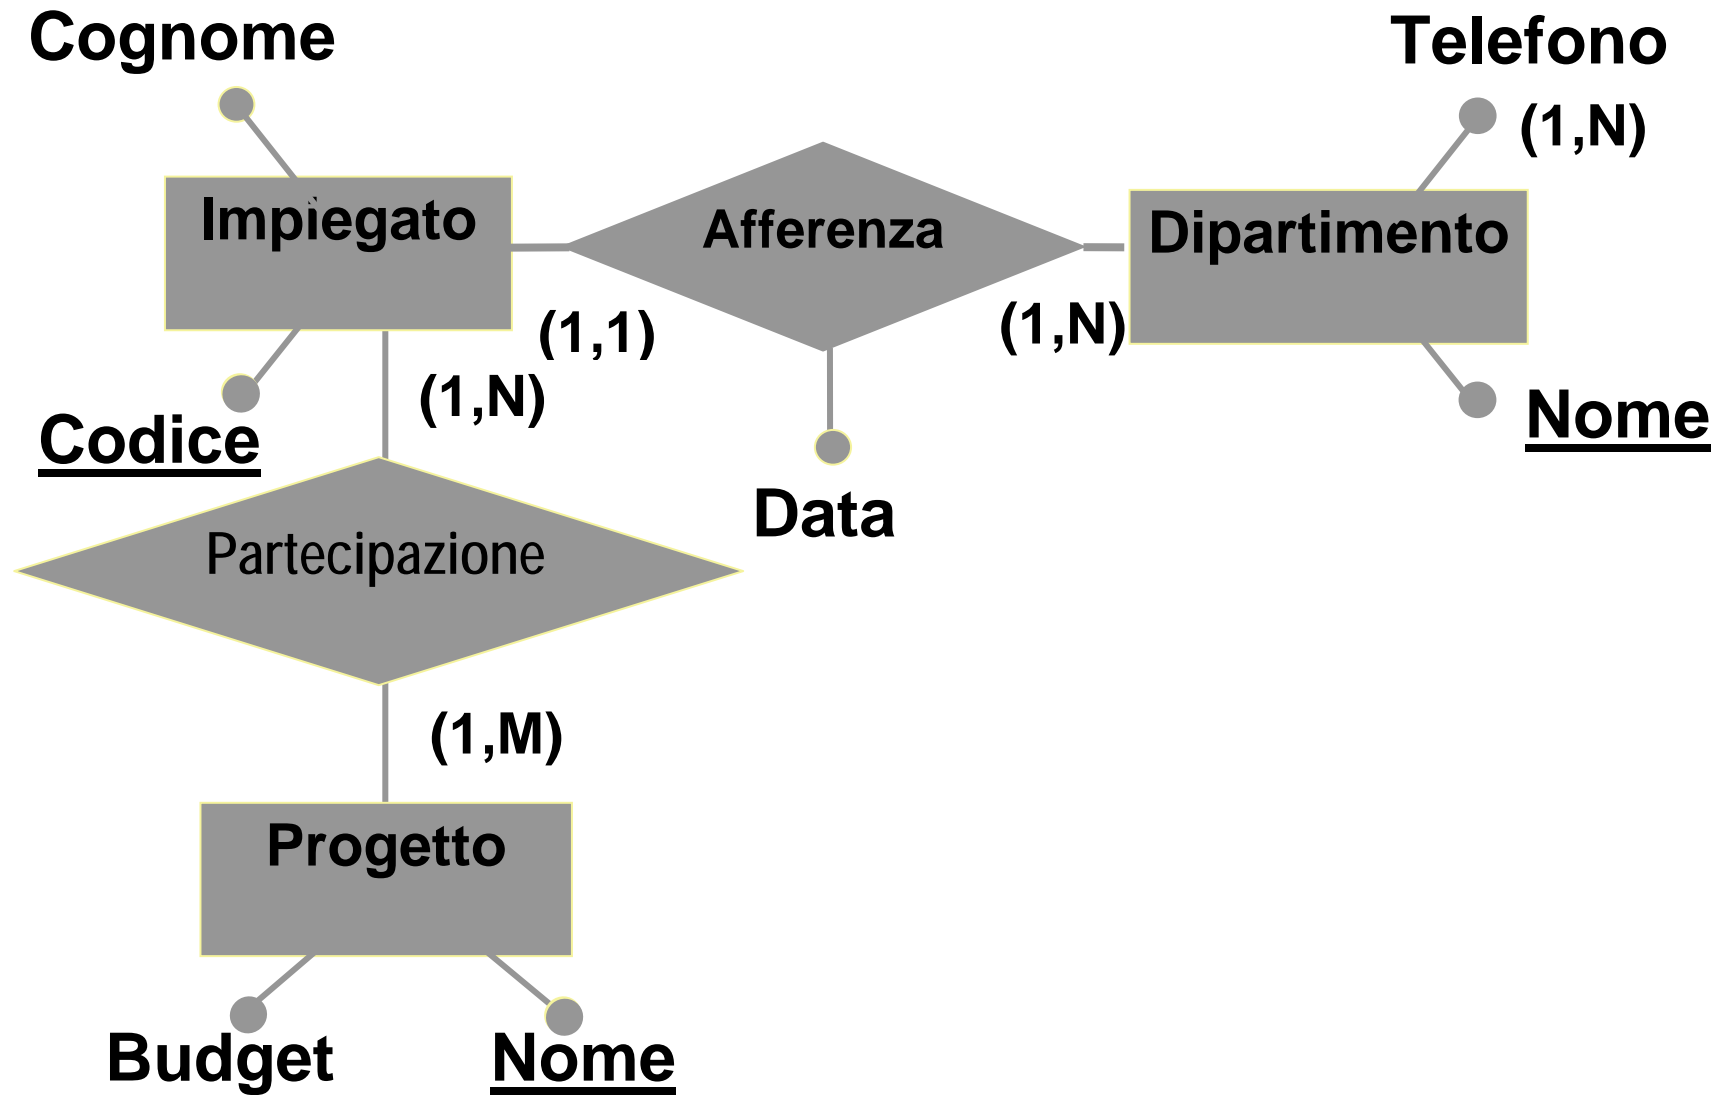 Cognome
Telefono
(1,N)
Impiegato
Afferenza
Dipartimento
(1,1)
(1,N)
(1,N)
Codice
Nome
Data
Partecipazione
(1,M)
Progetto
Budget
Nome